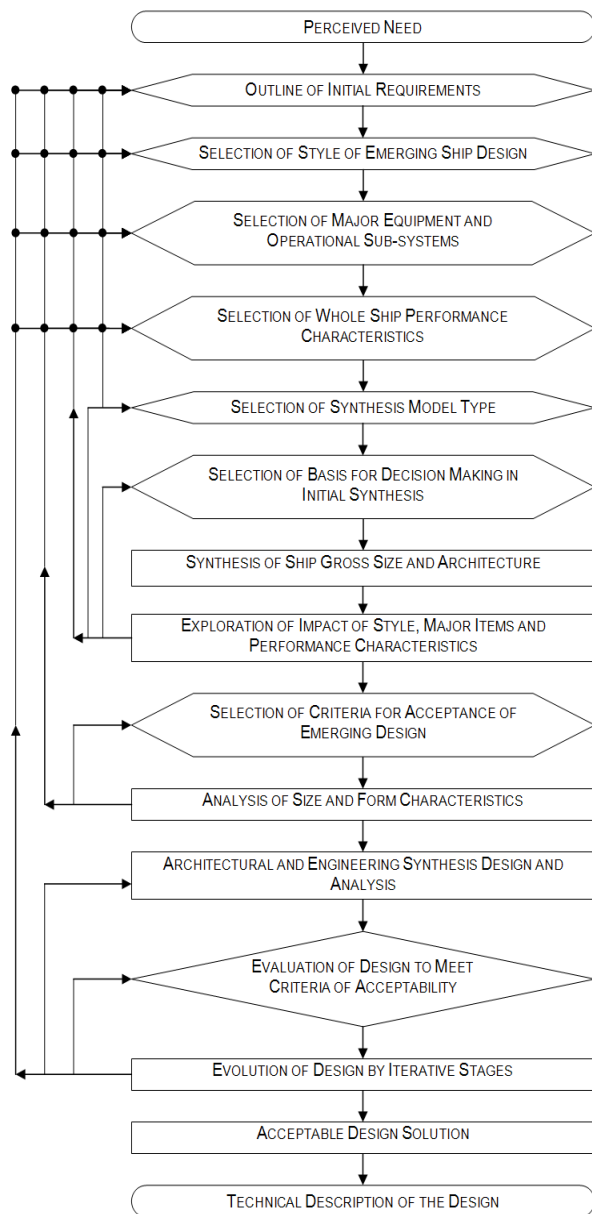 PERCEIVED NEED
OUTLINE OF INITIAL REQUIREMENTS
SELECTION OF STYLE OF EMERGING SHIP DESIGN
SELECTION OF MAJOR EQUIPMENT AND
OPERATIONAL SUB-SYSTEMS
SELECTION OF WHOLE SHIP PERFORMANCE
CHARACTERISTICS
SELECTION OF SYNTHESIS MODEL TYPE
SELECTION OF BASIS FOR DECISION MAKING IN
INITIAL SYNTHESIS
SYNTHESIS OF SHIP GROSS SIZE AND ARCHITECTURE
EXPLORATION OF IMPACT OF STYLE, MAJOR ITEMS AND
PERFORMANCE CHARACTERISTICS
SELECTION OF CRITERIA FOR ACCEPTANCE OF
EMERGING DESIGN
ANALYSIS OF SIZE AND FORM CHARACTERISTICS
ARCHITECTURAL AND ENGINEERING SYNTHESIS DESIGN AND
ANALYSIS
EVALUATION OF DESIGN TO MEET
CRITERIA OF ACCEPTABILITY
EVOLUTION OF DESIGN BY ITERATIVE STAGES
ACCEPTABLE DESIGN SOLUTION
TECHNICAL DESCRIPTION OF THE DESIGN